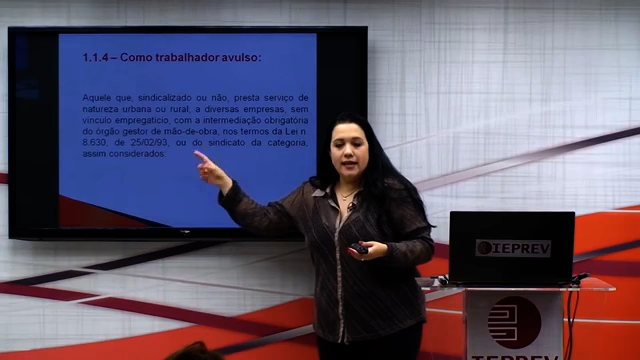 1.1.4 – Como trabalhador avulso:
Aquele que, sindicalizado ou não, presta serviço de
natureza urbana ou rural, a diversas empresas, sem
vínculo empregatício, com a intermediação obrigatória
do órgão gestor de mão-de-obra, nos termos da Lei n.
8.630, de 25/02/93, ou do sindicato da categoria,
assim considerados:
IEPREV
IEPREV